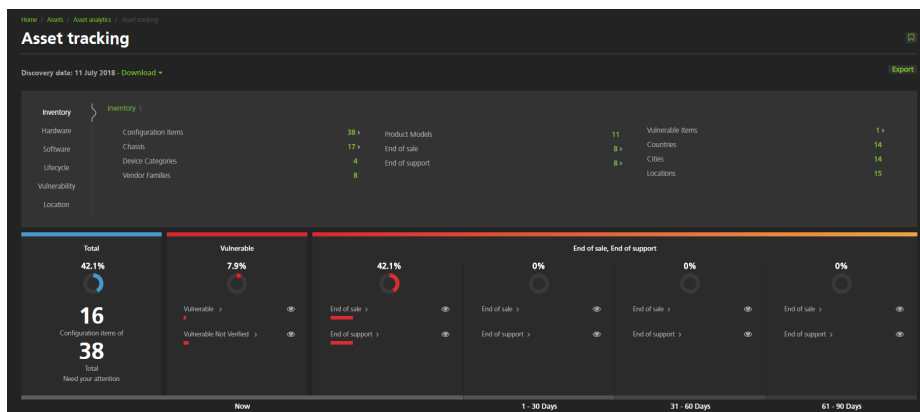 Home / Assets / Asset analytics / Asset tracking
Asset tracking
Discovery date: 11 July 2018 - Download
Export
Inventory
Hardware
Software
Lifecycle
Vulnerability
Location
Inventory \
Configuration Items 38 ›
Chassis 17 ›
Device Categories 4
Vendor Families 8
Product Models 11
End of sale 8 ›
End of support 8 ›
Vulnerable Items 1 ›
Countries 14
Cities 14
Locations 15
Total
42.1%
16
Configuration items of
38
Total
Need your attention
Vulnerable
7.9%
Vulnerable ›
Vulnerable Not Verified ›
End of sale, End of support
42.1%
End of sale ›
End of support ›
0%
End of sale ›
End of support ›
0%
End of sale ›
End of support ›
0%
End of sale ›
End of support ›
Now
1 - 30 Days
31 - 60 Days
61 - 90 Days